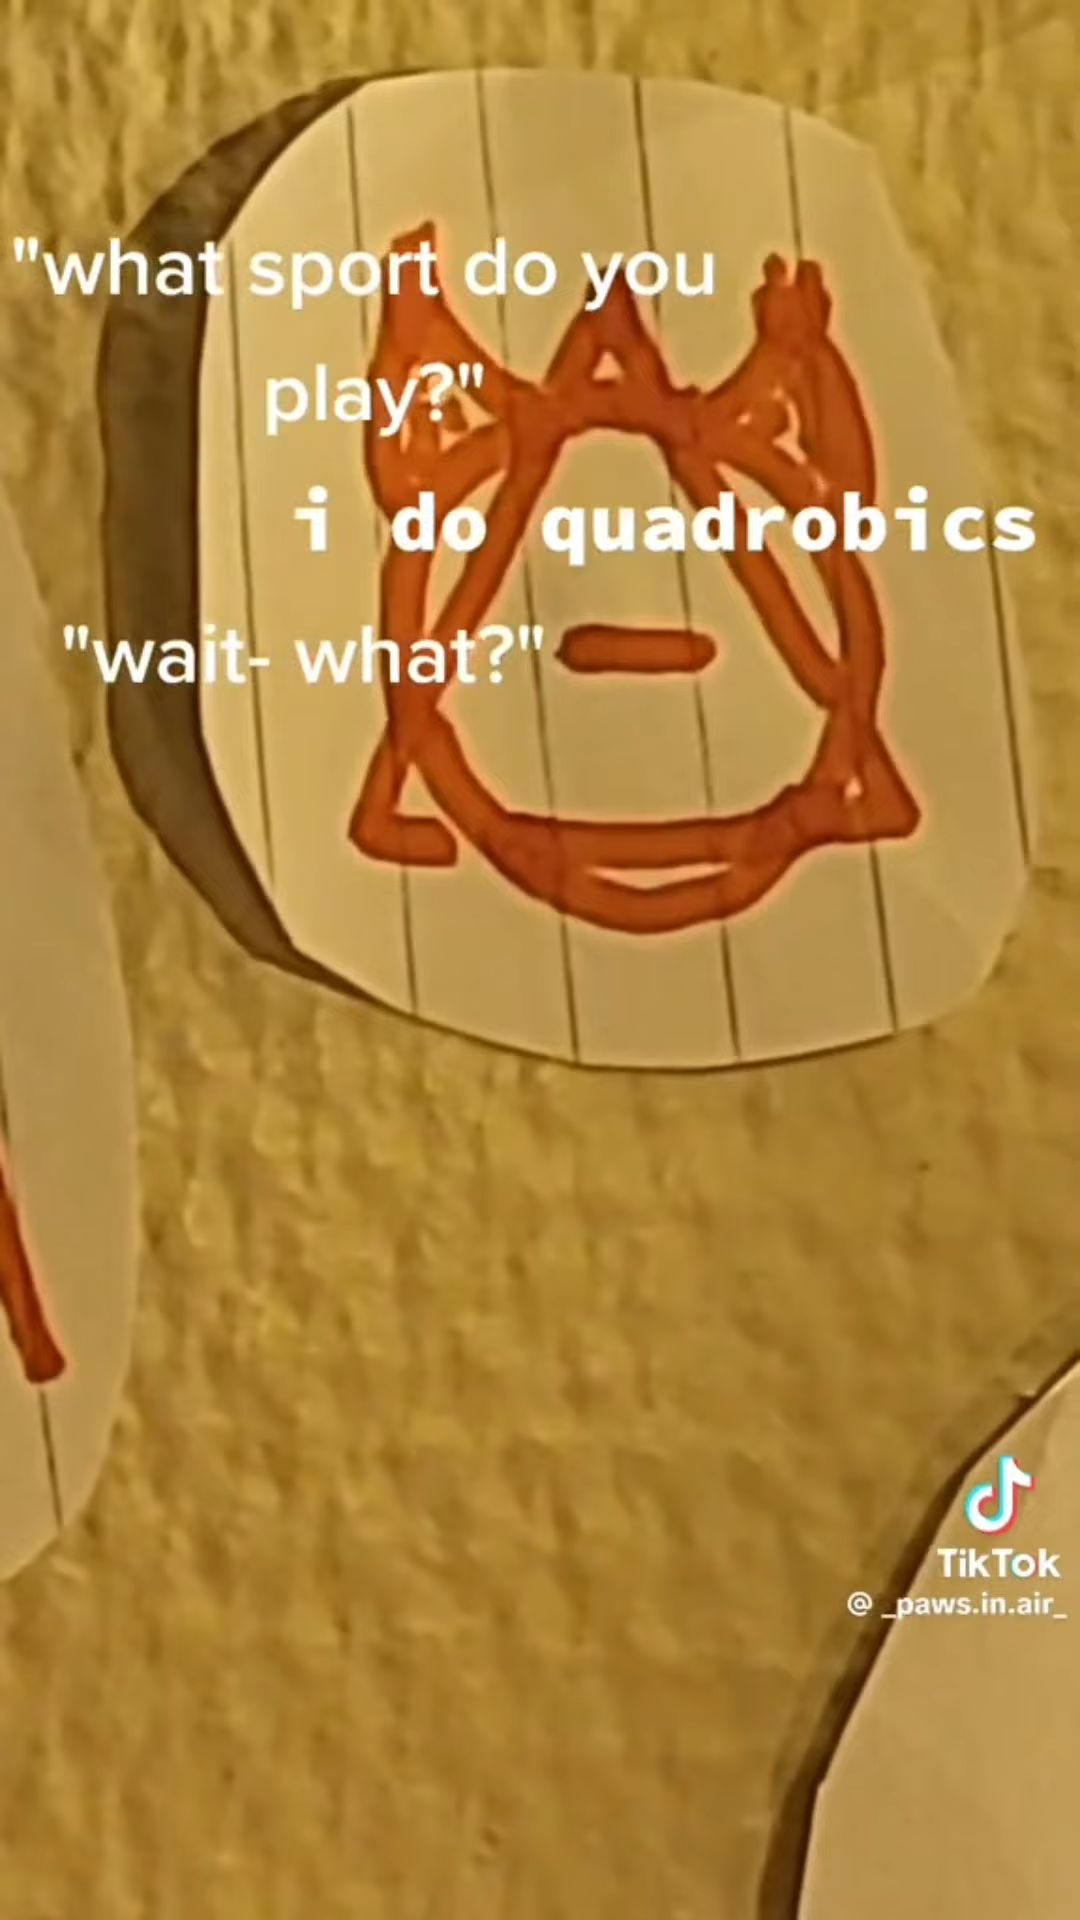 "what sport do you
play?"
i do quadrobics
"wait- what?"
TikTok
@ _paws.in.air_